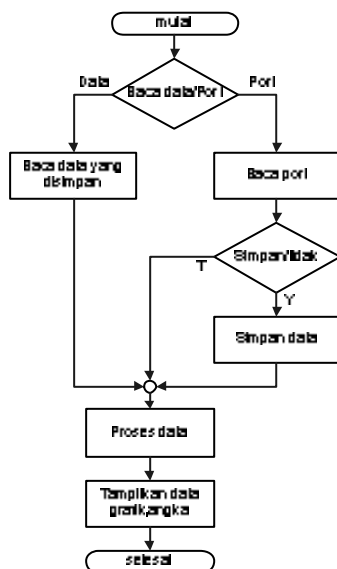 mulai
Data
Port
Baca data/Port
Baca data yang
disimpan
Baca port
Simpan/tidak
T
Y
Simpan data
Proses data
Tampilkan data
grafik,angka
selesai